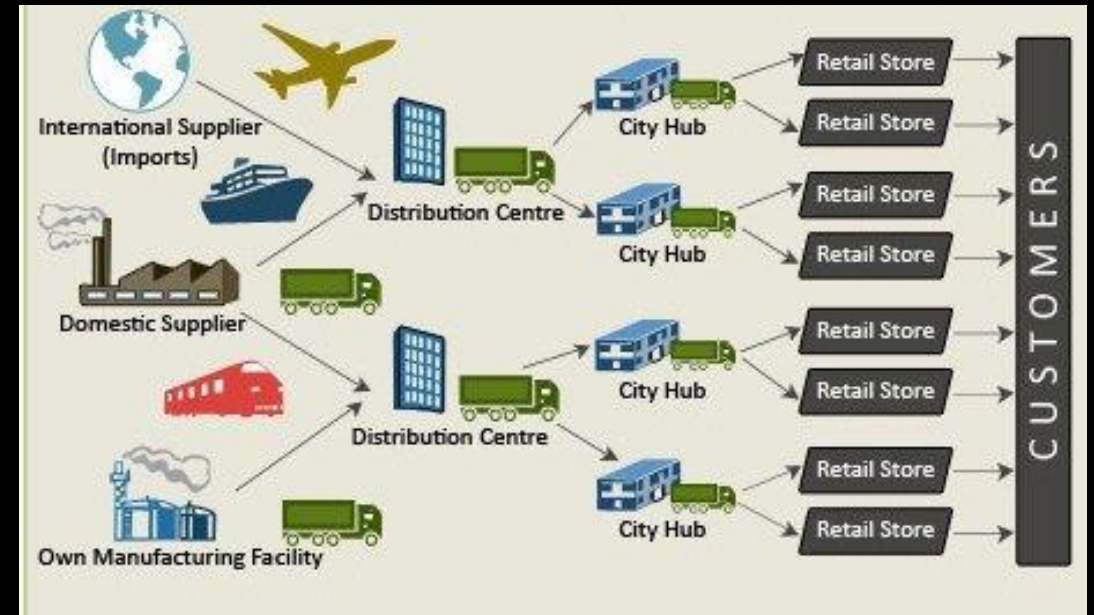 International Supplier
(Imports)
Domestic Supplier
Own Manufacturing Facility
Distribution Centre
Distribution Centre
City Hub
City Hub
City Hub
City Hub
Retail Store
Retail Store
Retail Store
Retail Store
Retail Store
Retail Store
Retail Store
Retail Store
CUSTOMERS